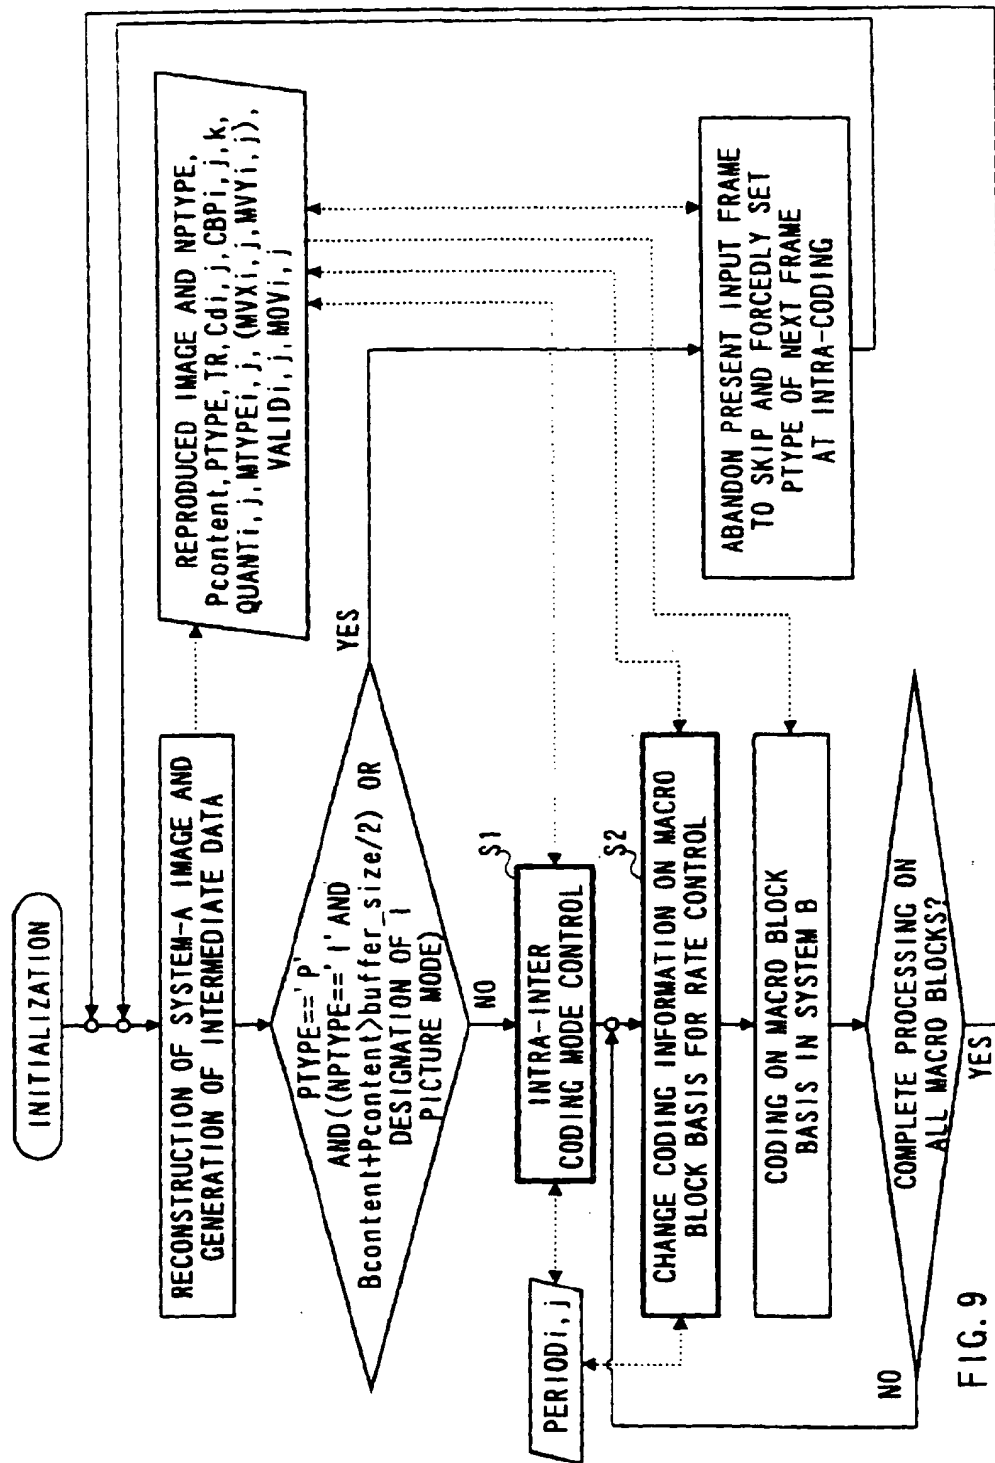 INITIALIZATION
RECONSTRUCTION OF SYSTEM-A IMAGE AND
GENERATION OF INTERMEDIATE DATA
REPRODUCED IMAGE AND NPTYPE,
Pcontent, PTYPE, TR, Cdi, j, CBPi, j, k,
QUANTi, j, MTYPEi, j, (MVXi, j, MVYi, j),
VALIDi, j, MOVi, j
PTYPE=='P'
AND((NPTYPE=='I' AND
Bcontent+Pcontent>buffer_size/2) OR
DESIGNATION OF I
PICTURE MODE)
YES
NO
S1
INTRA-INTER
CODING MODE CONTROL
PERIODi, j
S2
CHANGE CODING INFORMATION ON MACRO
BLOCK BASIS FOR RATE CONTROL
CODING ON MACRO BLOCK
BASIS IN SYSTEM B
ABANDON PRESENT INPUT FRAME
TO SKIP AND FORCEDLY SET
PTYPE OF NEXT FRAME
AT INTRA-CODING
COMPLETE PROCESSING ON
ALL MACRO BLOCKS?
NO
YES
FIG. 9